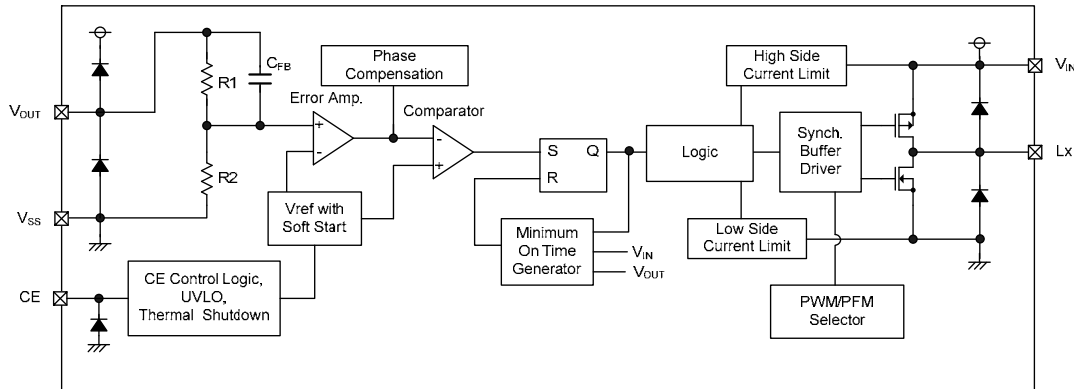 Phase
Compensation
High Side
Current Limit
VIN
CFB
R1
Error Amp.
Comparator
VOUT
+
-
-
+
S Q
R
Logic
Synch.
Buffer
Driver
Lx
R2
VSS
Vref with
Soft Start
Minimum
On Time
Generator
VIN
VOUT
Low Side
Current Limit
CE
CE Control Logic,
UVLO,
Thermal Shutdown
PWM/PFM
Selector